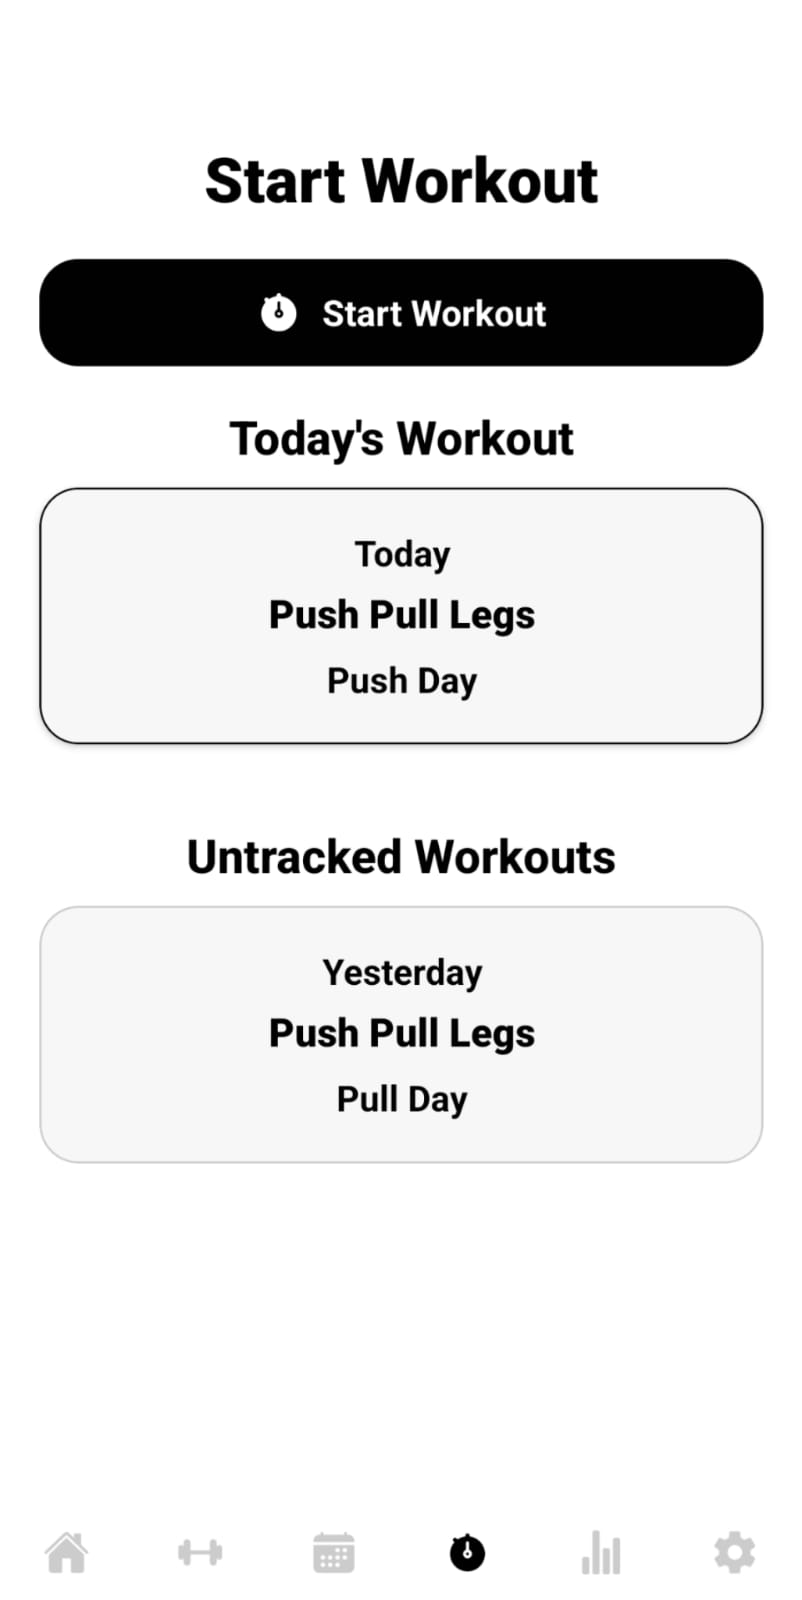 Start Workout
Start Workout
Today's Workout
Today
Push Pull Legs
Push Day
Untracked Workouts
Yesterday
Push Pull Legs
Pull Day